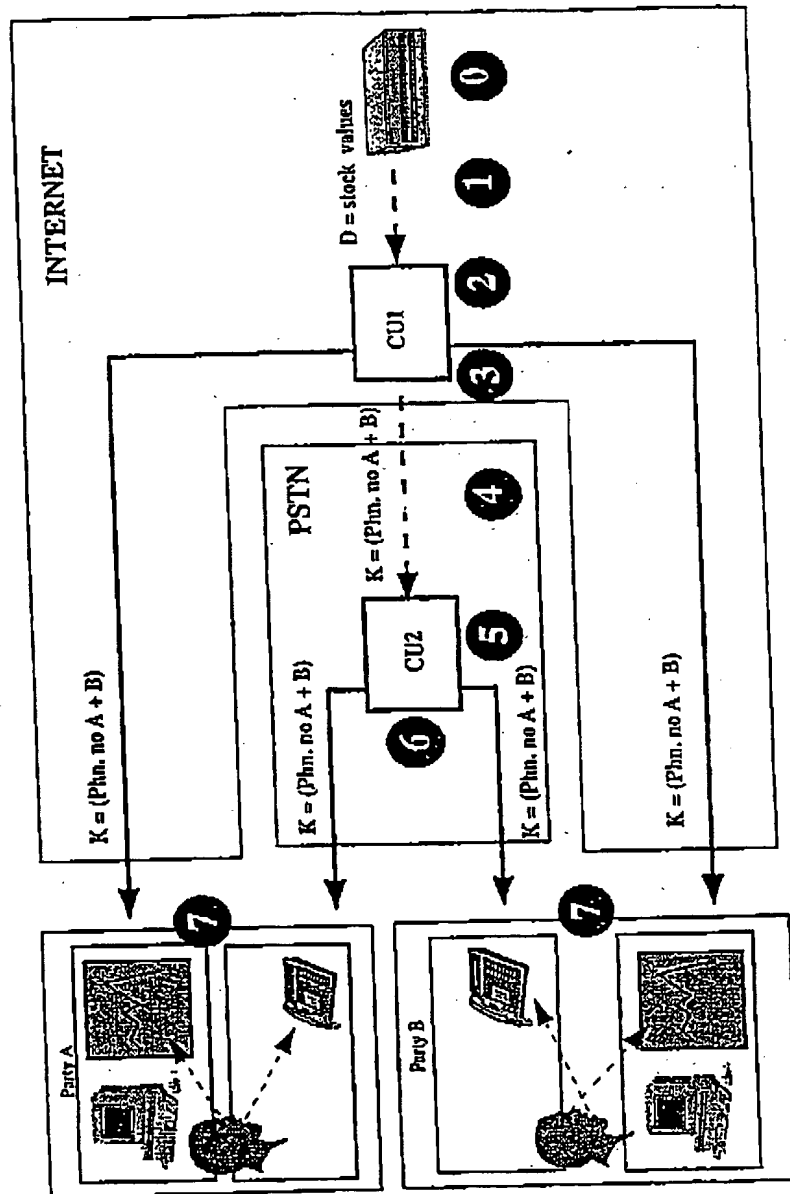 INTERNET
D = stock values
0
1
2
CU1
3
K = (Phn. no A + B)
K = (Phn. no A + B)
PSTN
4
K = (Phn. no A + B)
CU2
5
6
K = (Phn. no A + B)
K = (Phn. no A + B)
K = (Phn. no A + B)
7
Party A
7
Party B